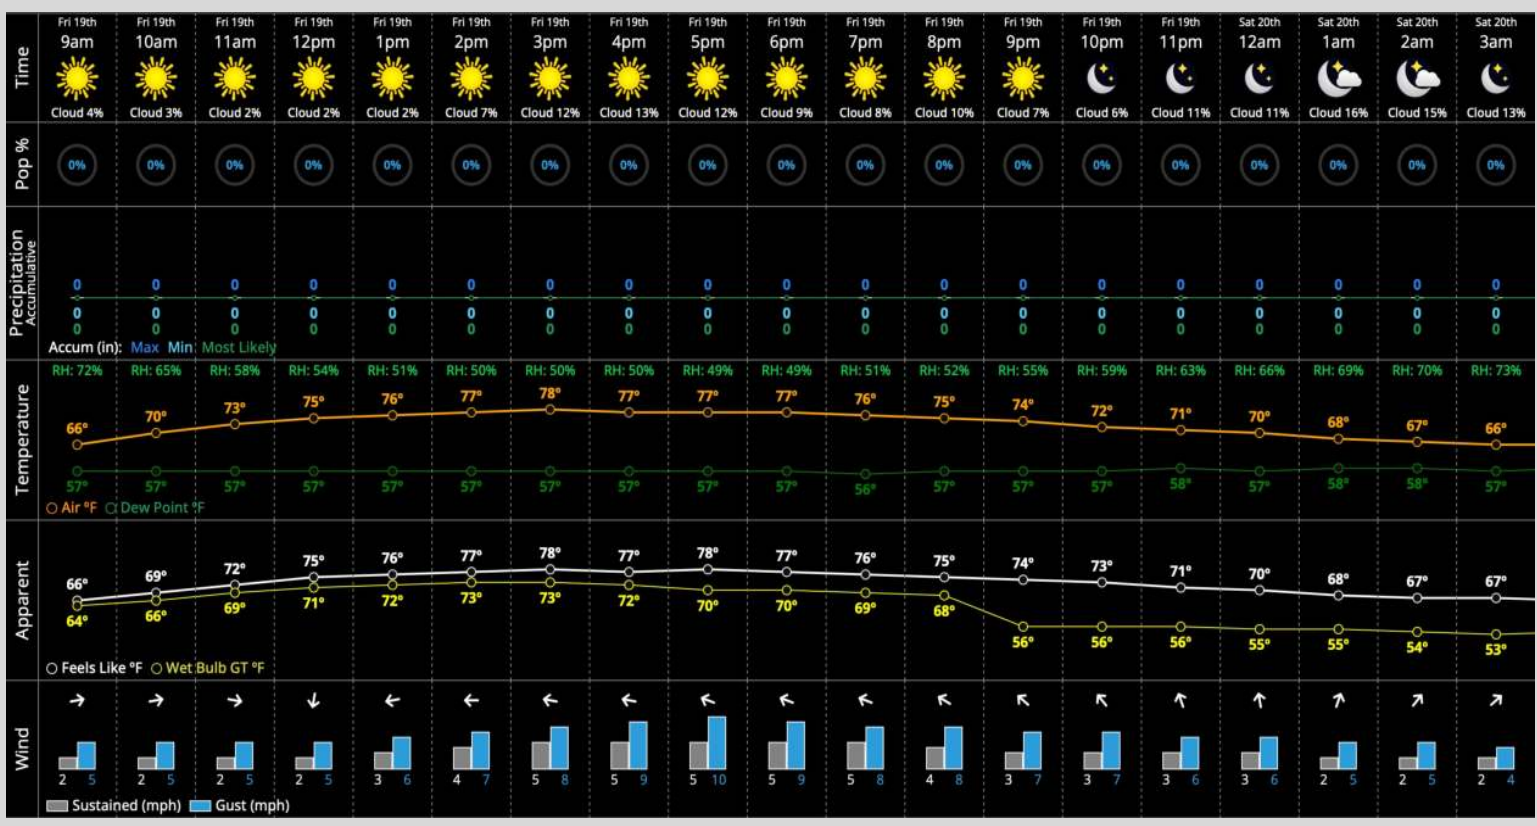 Time
Fri 19th Fri 19th Fri 19th Fri 19th Fri 19th Fri 19th Fri 19th Fri 19th Fri 19th Fri 19th Fri 19th Fri 19th Fri 19th Fri 19th Fri 19th Sat 20th Sat 20th Sat 20th Sat 20th
9am 10am 11am 12pm 1pm 2pm 3pm 4pm 5pm 6pm 7pm 8pm 9pm 10pm 11pm 12am 1am 2am 3am
Cloud 4% Cloud 3% Cloud 2% Cloud 2% Cloud 2% Cloud 7% Cloud 12% Cloud 13% Cloud 12% Cloud 9% Cloud 8% Cloud 10% Cloud 7% Cloud 6% Cloud 11% Cloud 11% Cloud 16% Cloud 15% Cloud 13%
Pop %
0% 0% 0% 0% 0% 0% 0% 0% 0% 0% 0% 0% 0% 0% 0% 0% 0% 0% 0%
Precipitation
Accumulative
0 0 0 0 0 0 0 0 0 0 0 0 0 0 0 0 0 0 0
0 0 0 0 0 0 0 0 0 0 0 0 0 0 0 0 0 0 0
0 0 0 0 0 0 0 0 0 0 0 0 0 0 0 0 0 0 0
Accum (in): Max Min Most Likely
Temperature
RH: 72% RH: 65% RH: 58% RH: 54% RH: 51% RH: 50% RH: 50% RH: 50% RH: 49% RH: 49% RH: 51% RH: 52% RH: 55% RH: 59% RH: 63% RH: 66% RH: 69% RH: 70% RH: 73%
66° 70° 73° 75° 76° 77° 78° 77° 77° 77° 76° 75° 74° 72° 71° 70° 68° 67° 66°
57° 57° 57° 57° 57° 57° 57° 57° 57° 57° 56° 57° 57° 57° 58° 57° 58° 58° 57°
Air °F Dew Point °F
Apparent
66° 69° 72° 75° 76° 77° 78° 77° 78° 77° 76° 75° 74° 73° 71° 70° 68° 67° 67°
64° 66° 69° 71° 72° 73° 73° 72° 70° 70° 69° 68° 56° 56° 56° 55° 55° 54° 53°
Feels Like °F Wet Bulb GT °F
Wind
2 5 2 5 2 5 2 5 3 6 4 7 5 8 5 9 5 10 5 9 5 8 4 8 3 7 3 7 3 6 3 6 2 5 2 5 2 4
Sustained (mph) Gust (mph)